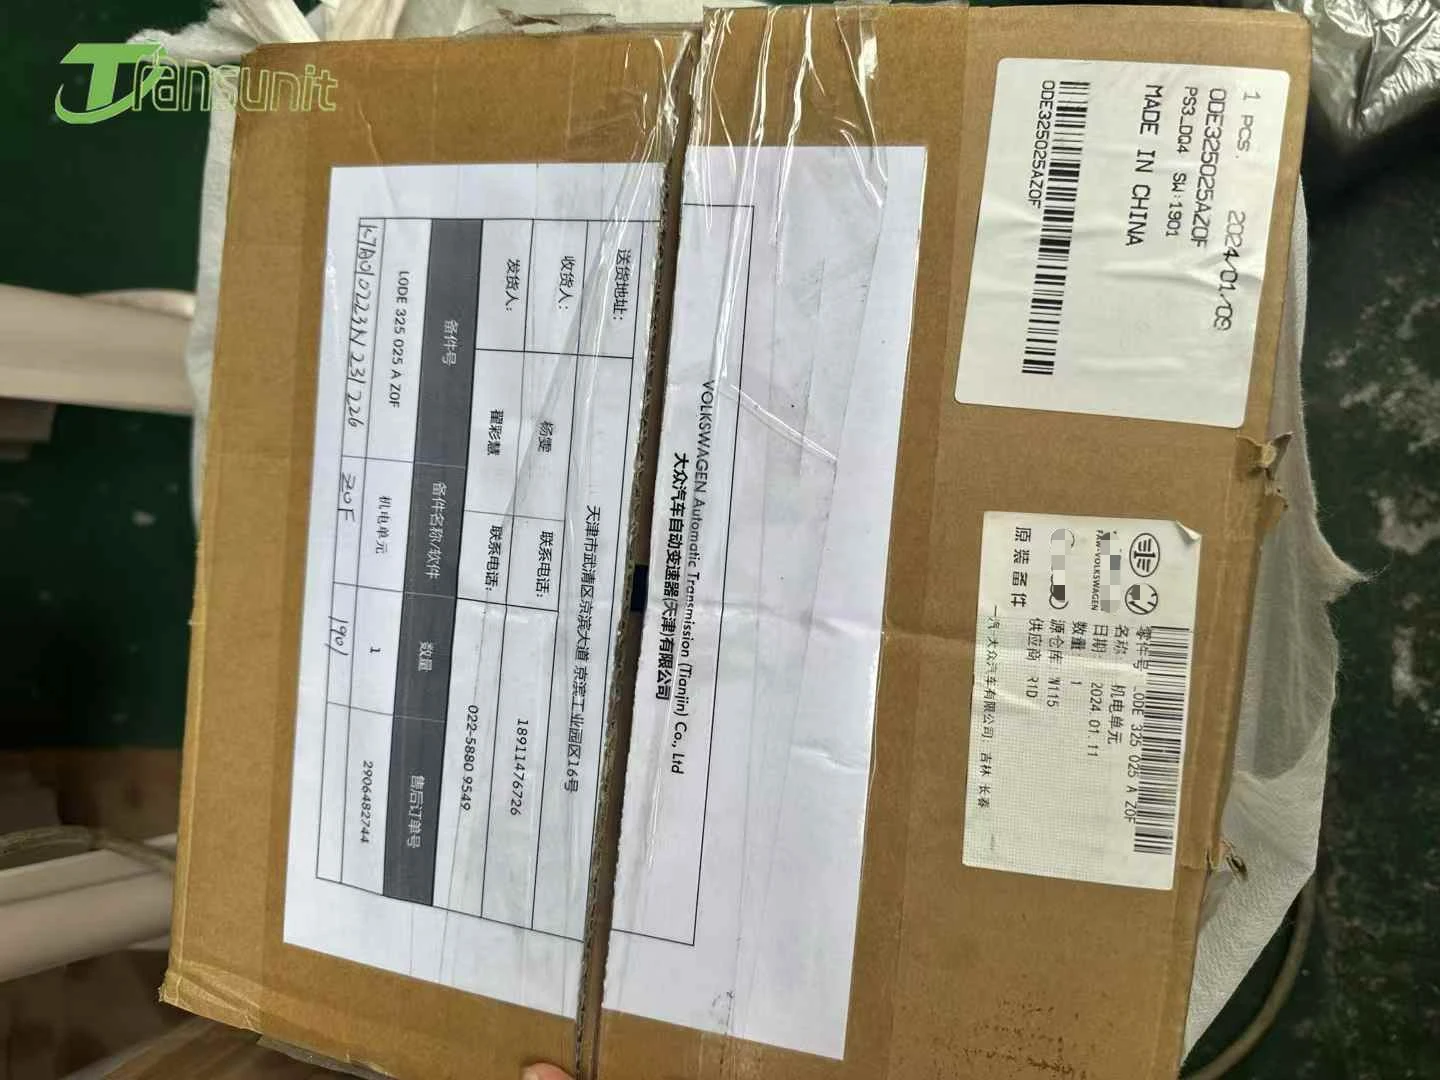 Transunit
1 PCS. 2024/01/09
0DE325025AZ0F
PS3_DQ4 SW:1901
MADE IN CHINA
0DE325025AZ0F
VOLKSWAGEN Automatic Transmission (Tianjin) Co., Ltd
大众汽车自动变速器(天津)有限公司
送货地址: 天津市武清区京滨大道 京滨工业园区16号
收货人: 杨雯 联系电话: 18911476726
发货人: 翟彩慧 联系电话: 022-5880 9549
备件号 备件名称/软件 数量 售后订单号
L0DE 325 025 A Z0F 机电单元 1 2906482744
K7A010223N231226 Z0F 1901
FAW-VOLKSWAGEN
原装备件
零件号 L0DE 325 025 A Z0F
名称: 机电单元
日期: 2024.01.11
数量: 1
源仓库: W115
供应商: R1D
一汽-大众汽车有限公司: 吉林 长春